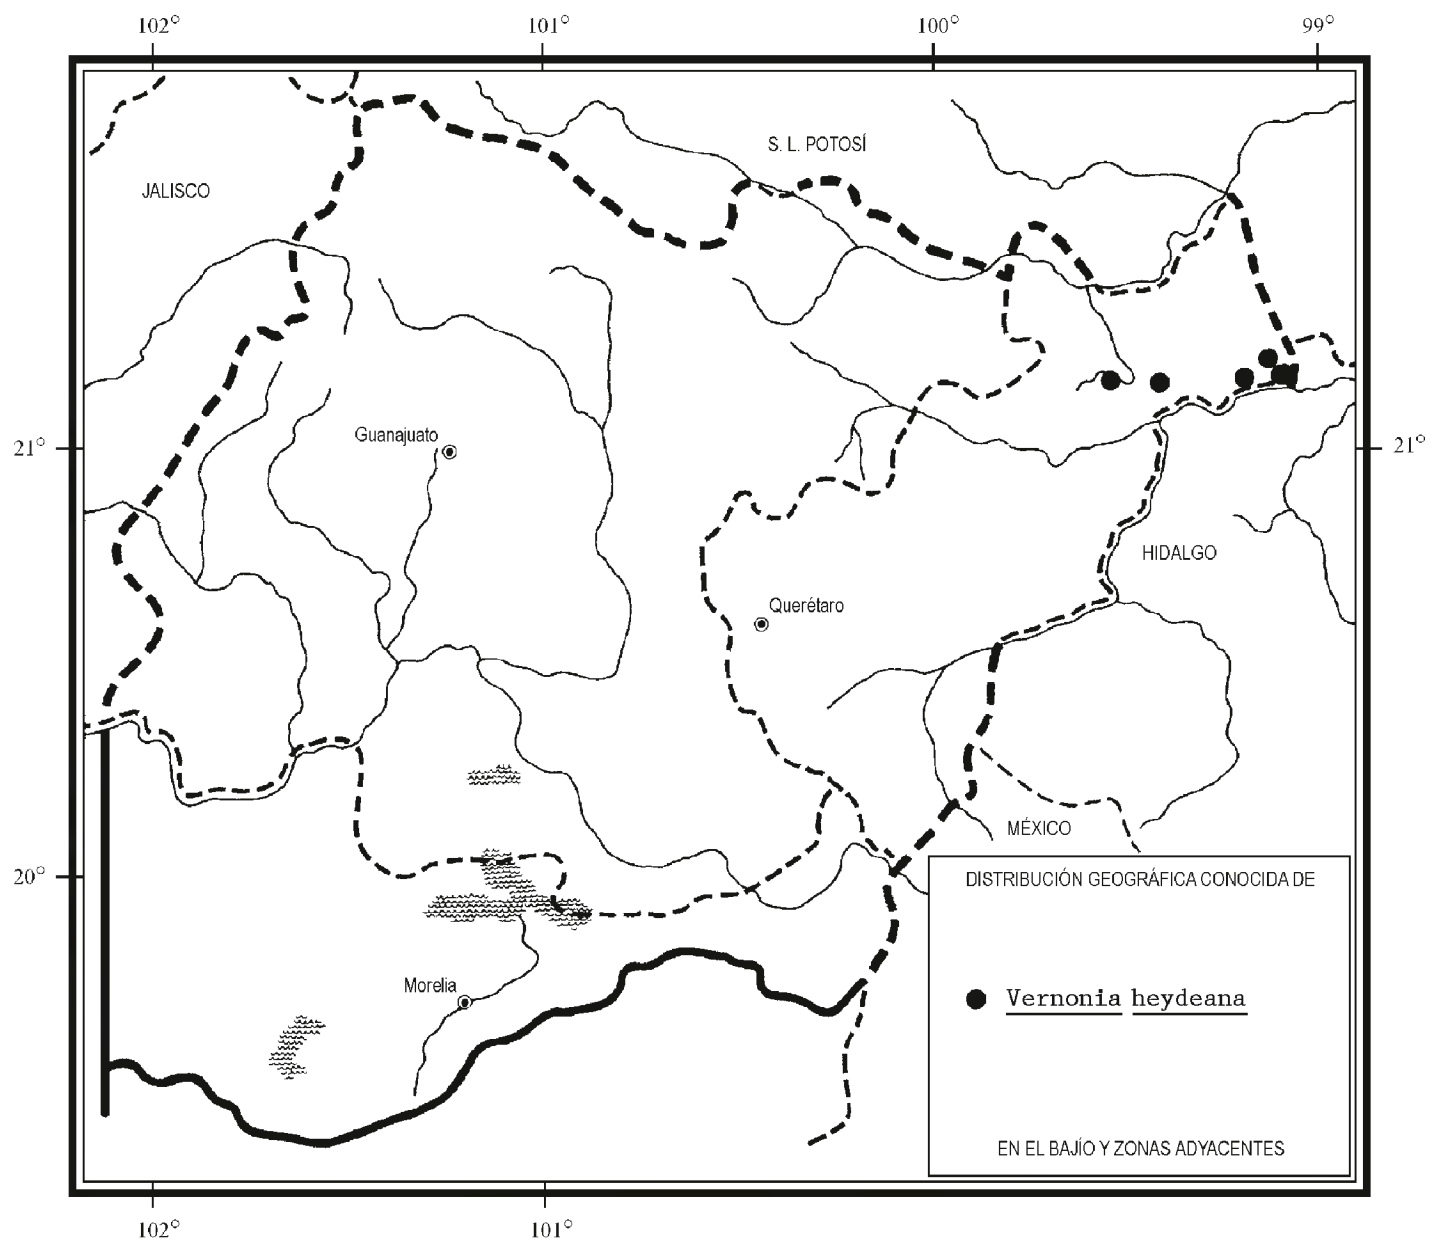 102° 101° 100° 99°
S. L. POTOSÍ
JALISCO
Guanajuato
21° 21°
HIDALGO
Querétaro
MÉXICO
20°
DISTRIBUCIÓN GEOGRÁFICA CONOCIDA DE
Morelia
Vernonia heydeana
EN EL BAJÍO Y ZONAS ADYACENTES
102° 101°